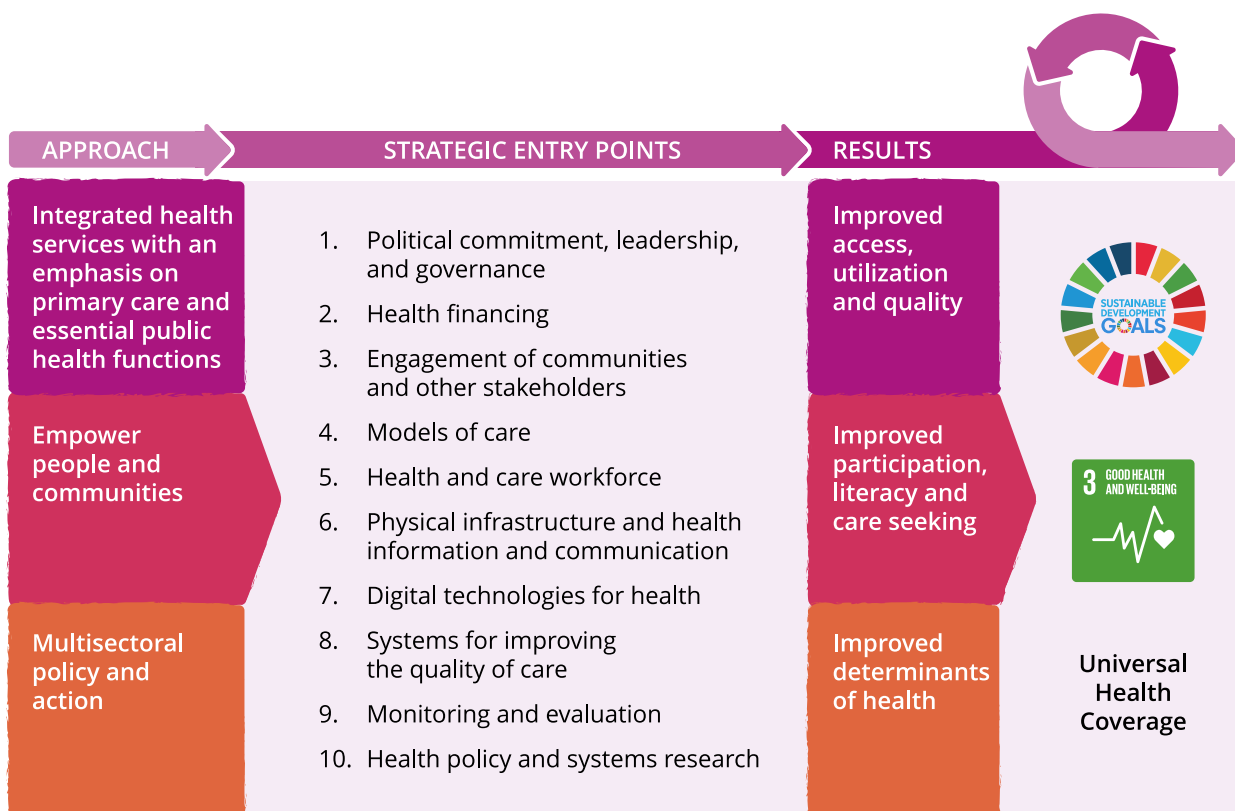 APPROACH
STRATEGIC ENTRY POINTS
RESULTS
Integrated health
services with an
emphasis on
primary care and
essential public
health functions
Empower
people and
communities
Multisectoral
policy and
action
1. Political commitment, leadership,
and governance
2. Health financing
3. Engagement of communities
and other stakeholders
4. Models of care
5. Health and care workforce
6. Physical infrastructure and health
information and communication
7. Digital technologies for health
8. Systems for improving
the quality of care
9. Monitoring and evaluation
10. Health policy and systems research
Improved
access,
utilization
and quality
Improved
participation,
literacy and
care seeking
Improved
determinants
of health
SUSTAINABLE
DEVELOPMENT
GOALS
3 GOOD HEALTH
AND WELL-BEING
Universal
Health
Coverage